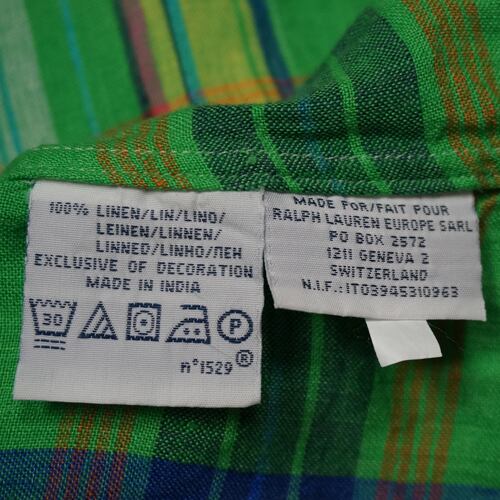 100% LINEN/LIN/LINO/
LEINEN/LINNEN/
LINNED/LINHO/ЛЕН
EXCLUSIVE OF DECORATION
MADE IN INDIA
30
P
n°1529®
MADE FOR/FAIT POUR
RALPH LAUREN EUROPE SARL
PO BOX 2572
1211 GENEVA 2
SWITZERLAND
N.I.F.:IT03945310963